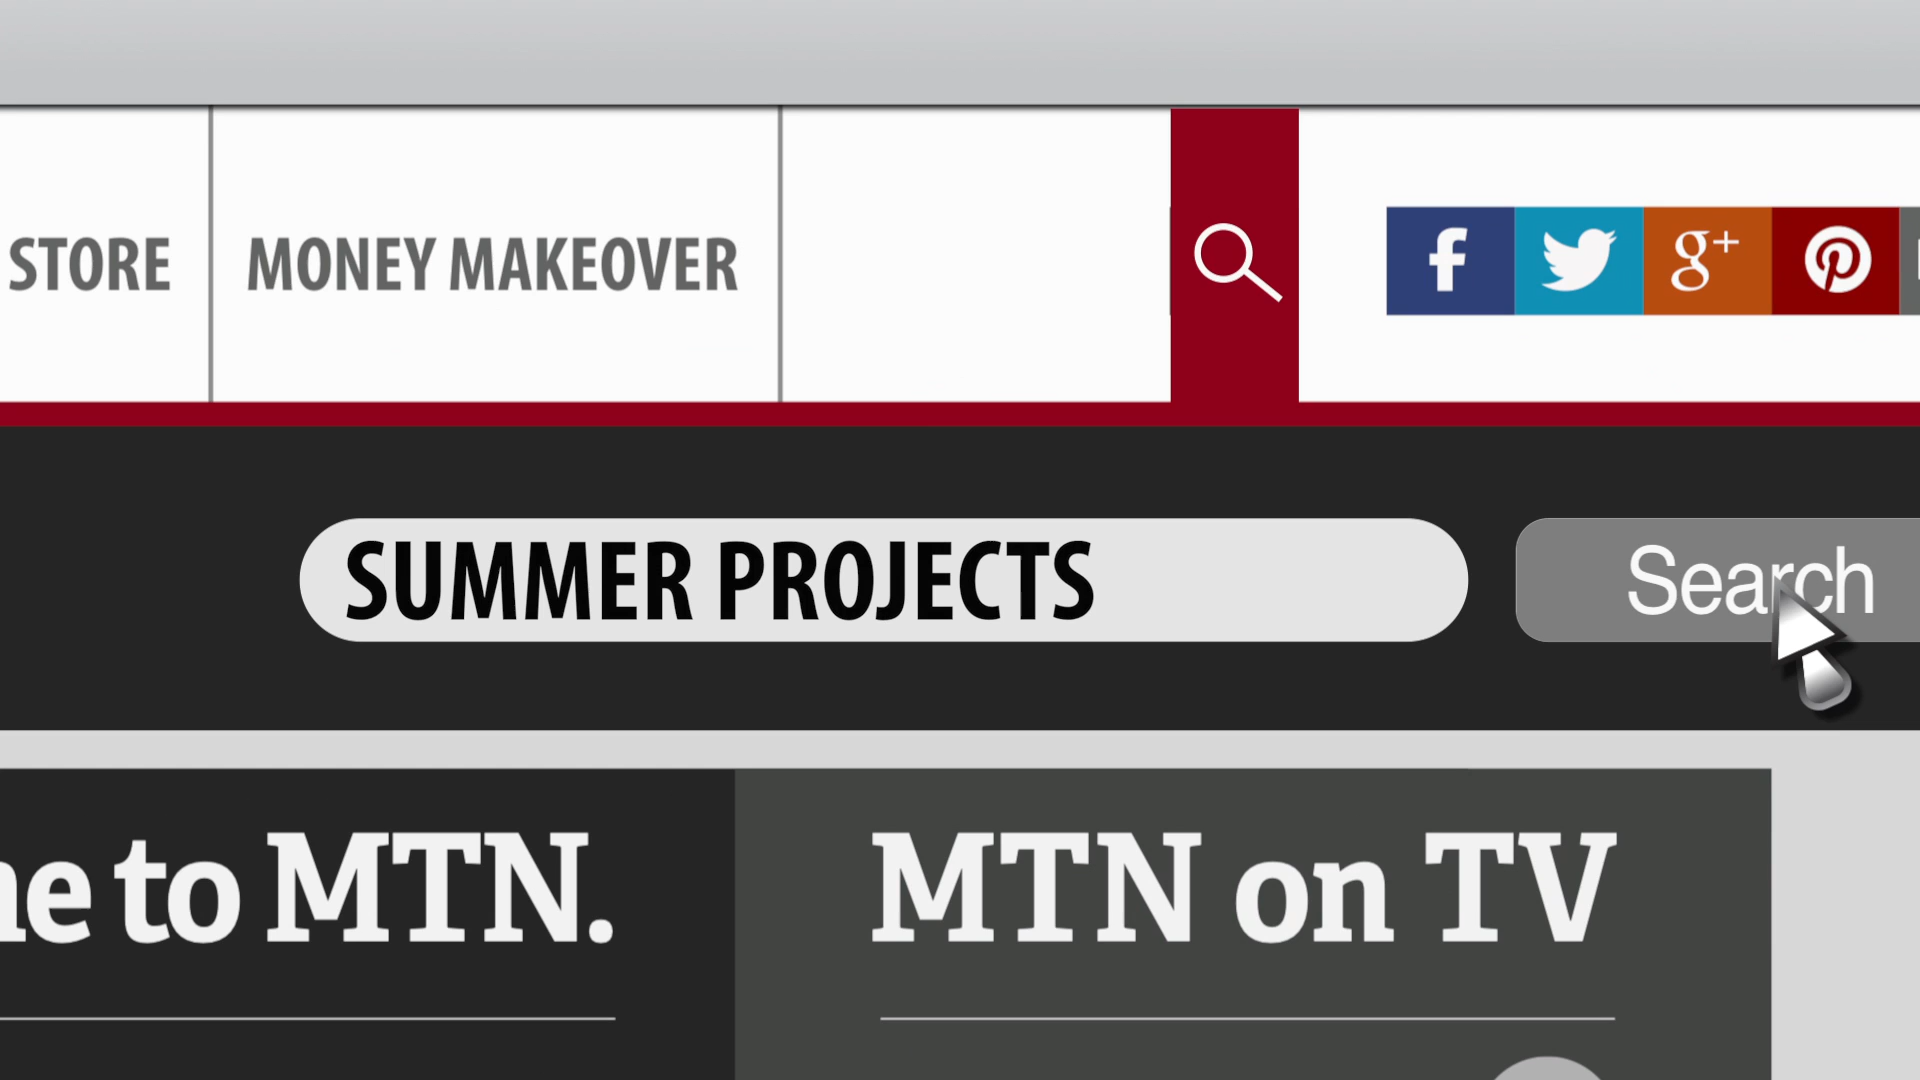 STORE
MONEY MAKEOVER
f
g+
SUMMER PROJECTS
Search
to MTN.
MTN on TV